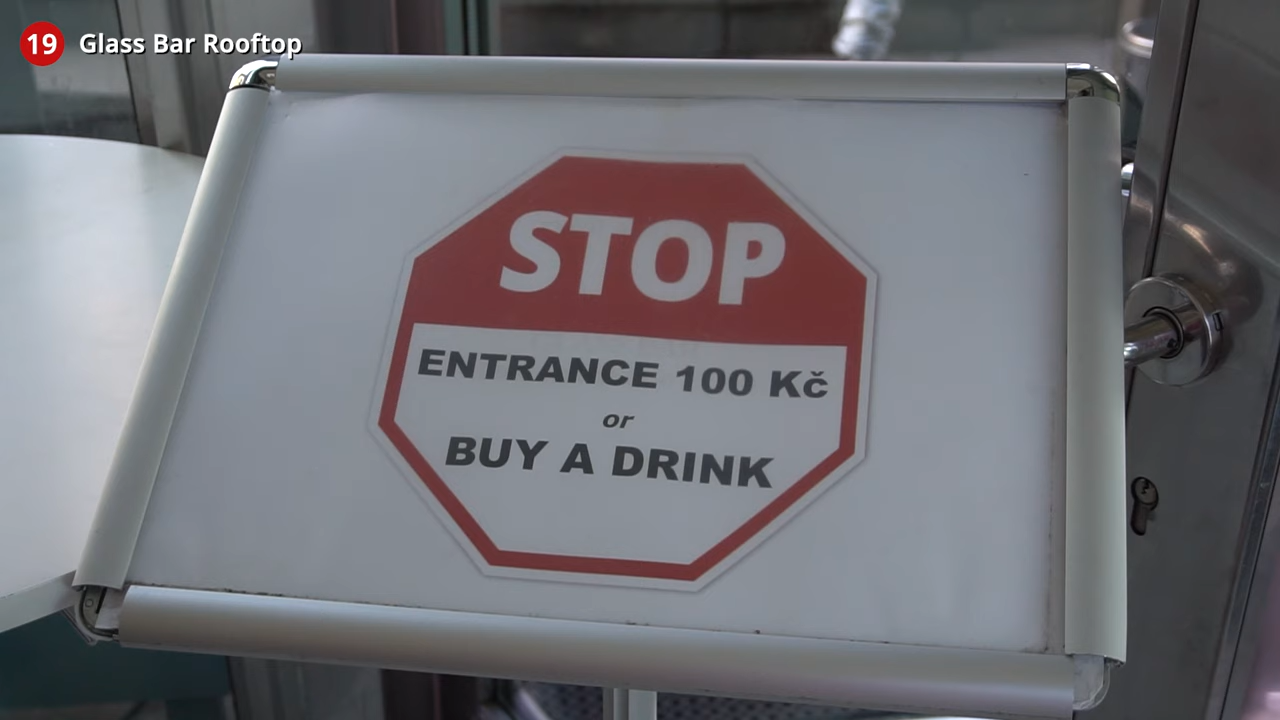 19 Glass Bar Rooftop
STOP
ENTRANCE 100 Kč
or
BUY A DRINK